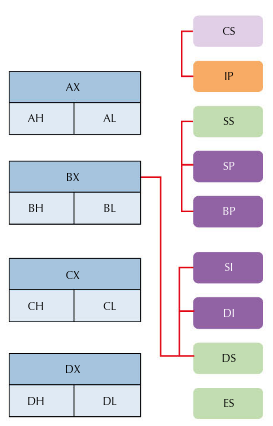 AX
AH AL
BX
BH BL
CX
CH CL
DX
DH DL
CS
IP
SS
SP
BP
SI
DI
DS
ES